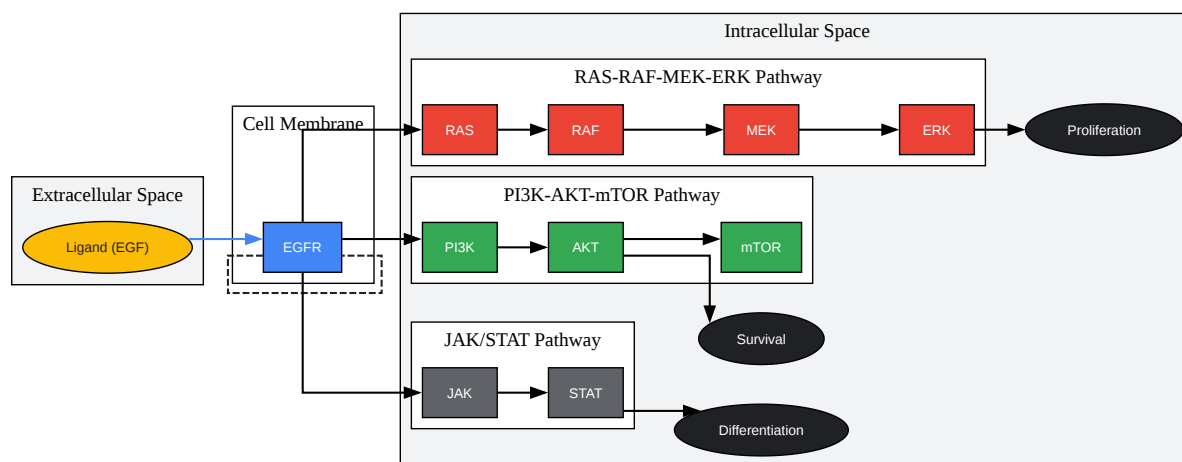 Intracellular Space
RAS-RAF-MEK-ERK Pathway
RAS
RAF
MEK
ERK
Proliferation
Cell Membrane
Extracellular Space
Ligand (EGF)
EGFR
PI3K-AKT-mTOR Pathway
PI3K
AKT
mTOR
Survival
JAK/STAT Pathway
JAK
STAT
Differentiation